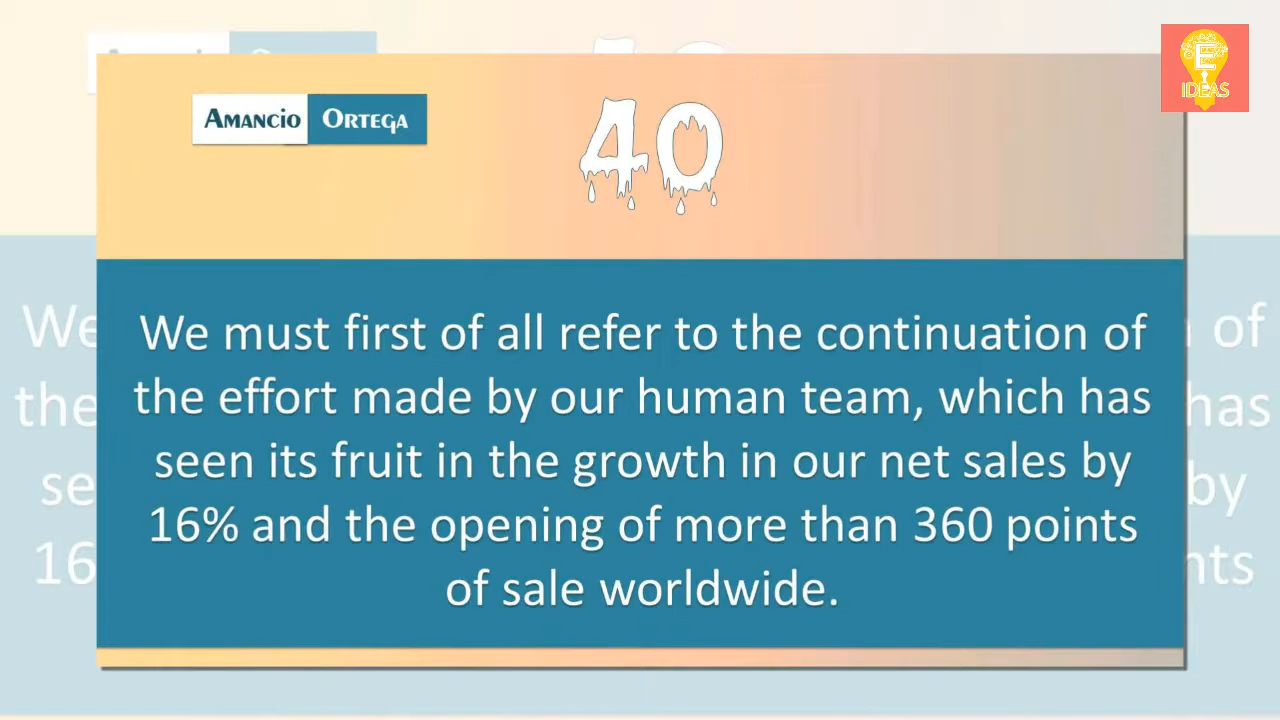 AMANCIO ORTEGA
40
E
IDEAS
We must first of all refer to the continuation of
the effort made by our human team, which has
seen its fruit in the growth in our net sales by
16% and the opening of more than 360 points
of sale worldwide.